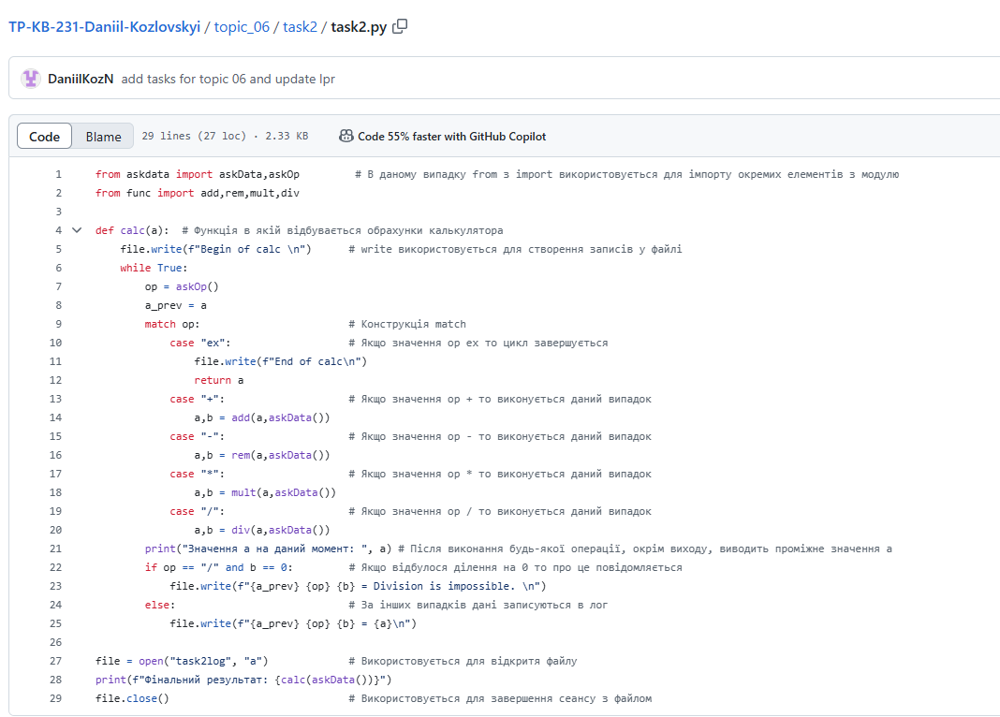 TP-KB-231-Daniil-Kozlovskyi / topic_06 / task2 / task2.py
DaniilKozN add tasks for topic 06 and update lpr
Code Blame 29 lines (27 loc) · 2.33 KB Code 55% faster with GitHub Copilot
1 from askdata import askData,askOp # В даному випадку from з import використовується для імпорту окремих елементів з модулю
2 from func import add,rem,mult,div
3
4 def calc(a): # Функція в якій відбувається обрахунки калькулятора
5 file.write(f"Begin of calc \n") # write використовується для створення записів у файлі
6 while True:
7 op = askOp()
8 a_prev = a
9 match op: # Конструкція match
10 case "ex": # Якщо значення op ex то цикл завершується
11 file.write(f"End of calc\n")
12 return a
13 case "+": # Якщо значення op + то виконується даний випадок
14 a,b = add(a,askData())
15 case "-": # Якщо значення op - то виконується даний випадок
16 a,b = rem(a,askData())
17 case "*": # Якщо значення op * то виконується даний випадок
18 a,b = mult(a,askData())
19 case "/": # Якщо значення op / то виконується даний випадок
20 a,b = div(a,askData())
21 print("Значення a на даний момент: ", a) # Після виконання будь-якої операції, окрім виходу, виводить проміжне значення a
22 if op == "/" and b == 0: # Якщо відбулося ділення на 0 то про це повідомляється
23 file.write(f"{a_prev} {op} {b} = Division is impossible. \n")
24 else: # За інших випадків дані записуються в лог
25 file.write(f"{a_prev} {op} {b} = {a}\n")
26
27 file = open("task2log", "a") # Використовується для відкритя файлу
28 print(f"Фінальний результат: {calc(askData())}")
29 file.close() # Використовується для завершення сеансу з файлом